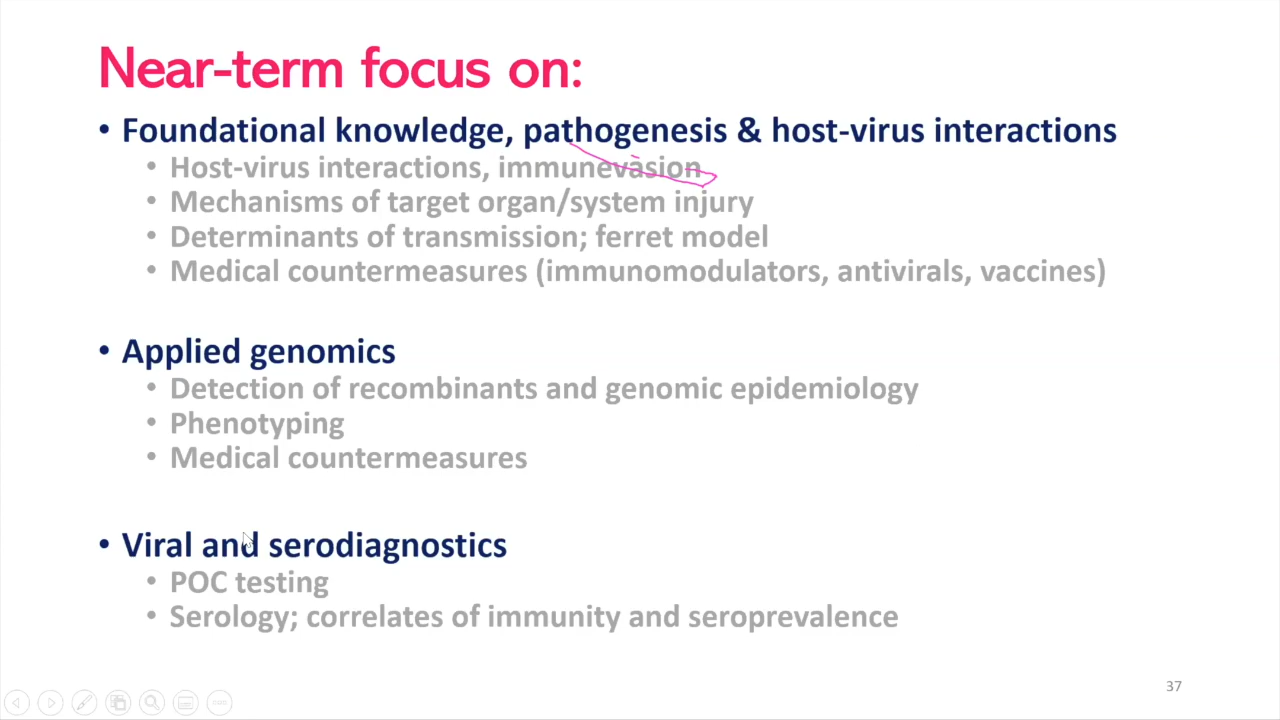 Near-term focus on:
• Foundational knowledge, pathogenesis & host-virus interactions
• Host-virus interactions, immunevasion
• Mechanisms of target organ/system injury
• Determinants of transmission; ferret model
• Medical countermeasures (immunomodulators, antivirals, vaccines)
• Applied genomics
• Detection of recombinants and genomic epidemiology
• Phenotyping
• Medical countermeasures
• Viral and serodiagnostics
• POC testing
• Serology; correlates of immunity and seroprevalence
37